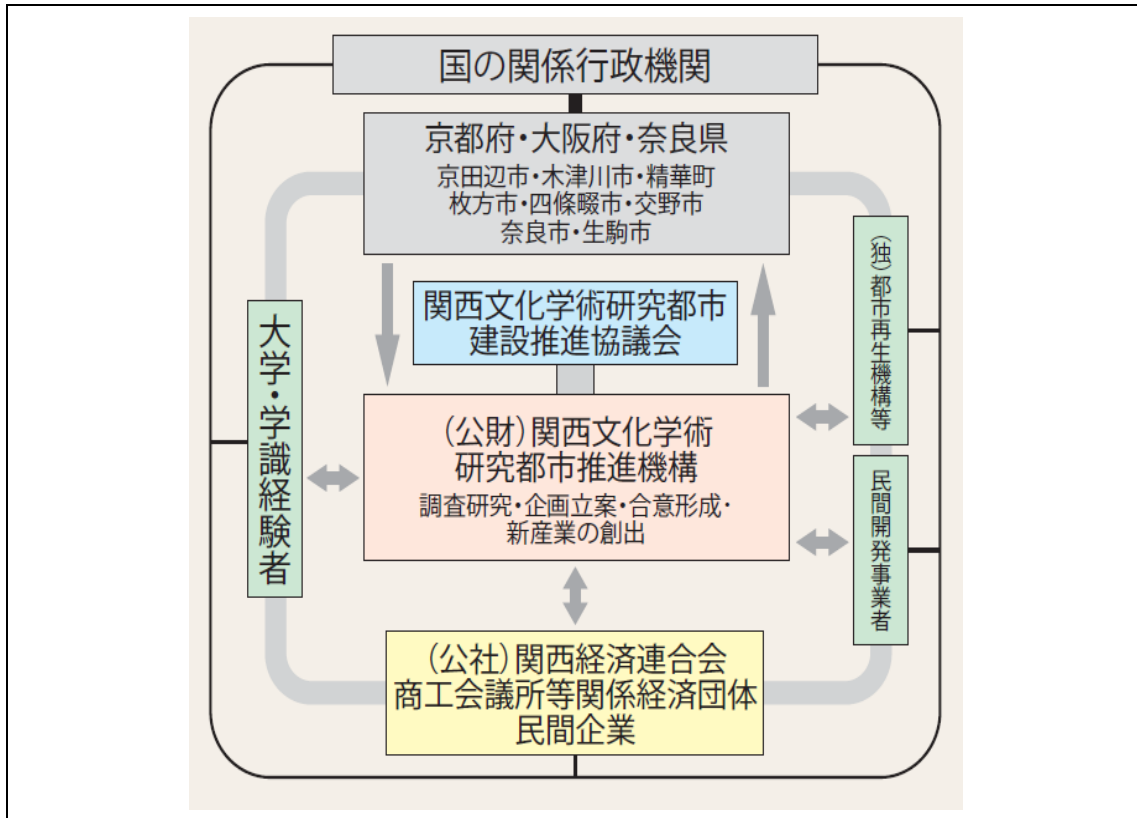 国の関係行政機関
京都府・大阪府・奈良県
京田辺市・木津川市・精華町
枚方市・四條畷市・交野市
奈良市・生駒市
関西文化学術研究都市
建設推進協議会
大学・学識経験者
(独)都市再生機構等
(公財)関西文化学術
研究都市推進機構
調査研究・企画立案・合意形成・
新産業の創出
民間開発事業者
(公社)関西経済連合会
商工会議所等関係経済団体
民間企業